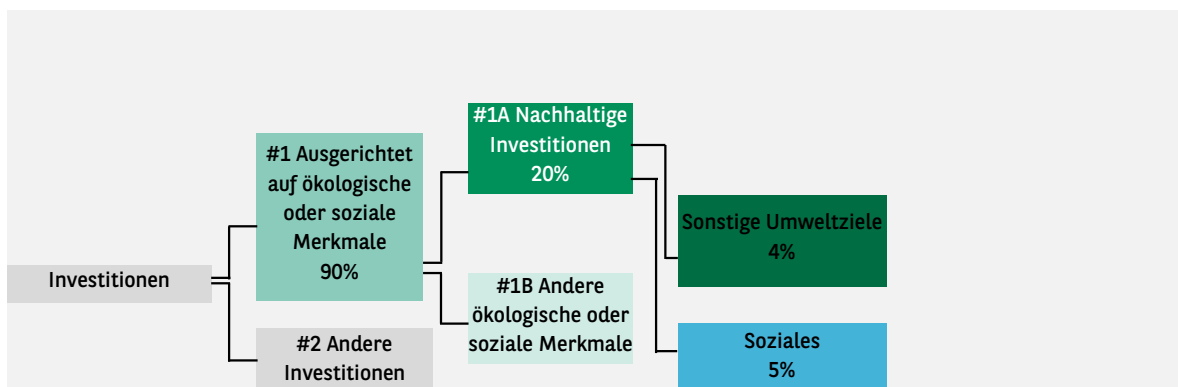 Investitionen
#1 Ausgerichtet
auf ökologische
oder soziale
Merkmale
90%
#2 Andere
Investitionen
#1A Nachhaltige
Investitionen
20%
#1B Andere
ökologische oder
soziale Merkmale
Sonstige Umweltziele
4%
Soziales
5%